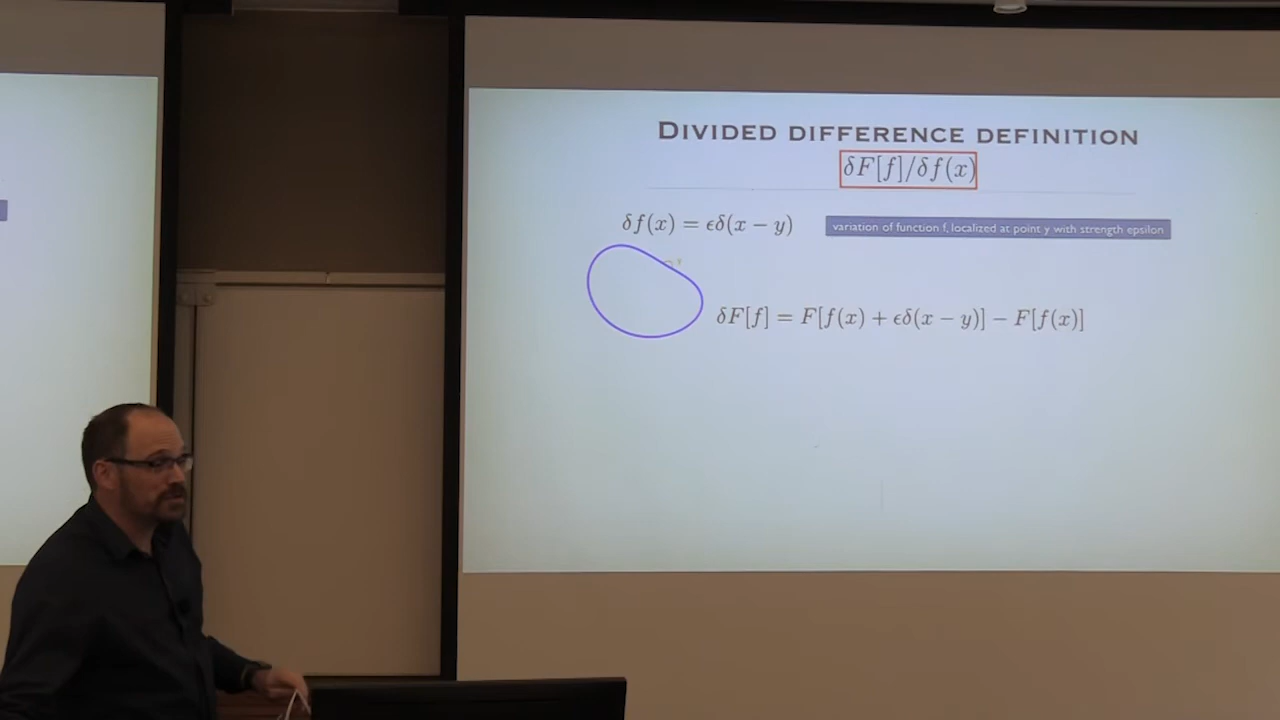 DIVIDED DIFFERENCE DEFINITION
δF[f]/δf(x)
δf(x) = ϵδ(x − y)
variation of function f, localized at point y with strength epsilon
δF[f] = F[f(x) + ϵδ(x − y)] − F[f(x)]